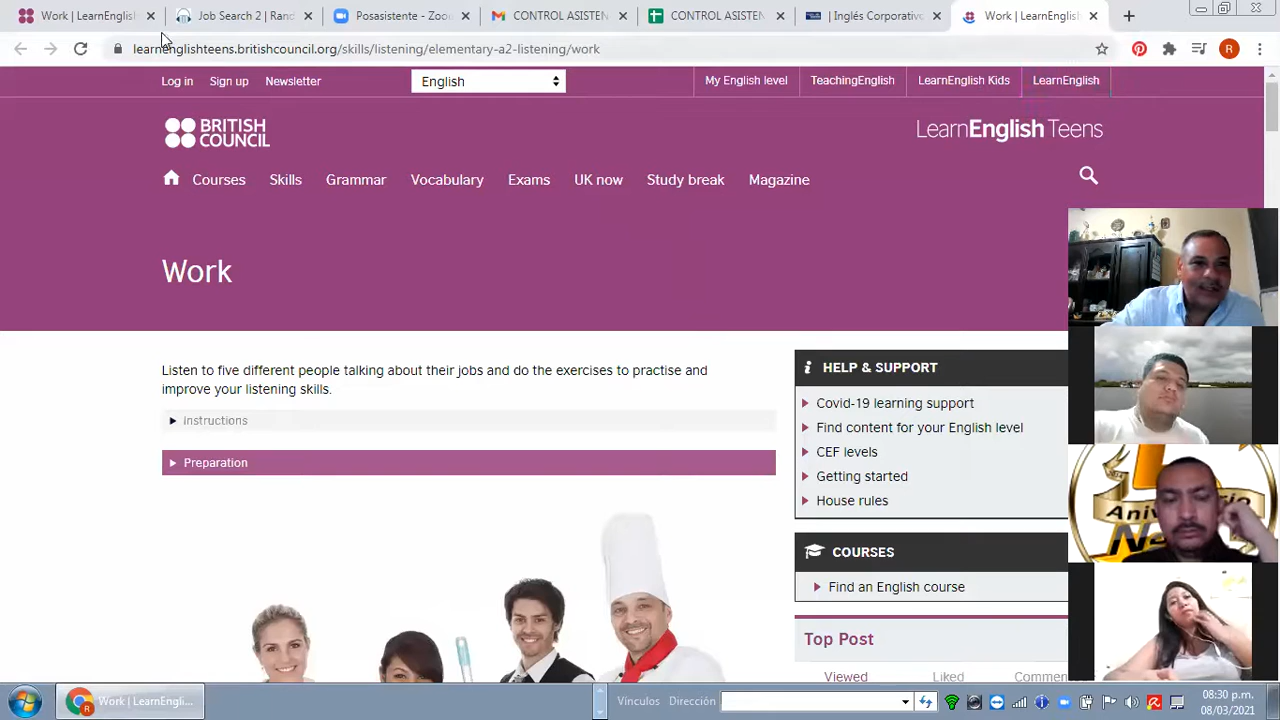 Work | LearnEnglish
Job Search 2 | Rand
Posasistente - Zoo
CONTROL ASISTEN
CONTROL ASISTEN
| Inglés Corporativo
Work | LearnEnglish
learnenglishteens.britishcouncil.org/skills/listening/elementary-a2-listening/work
R
Log in
Sign up
Newsletter
English
My English level
TeachingEnglish
LearnEnglish Kids
LearnEnglish
BRITISH
COUNCIL
LearnEnglish Teens
Courses
Skills
Grammar
Vocabulary
Exams
UK now
Study break
Magazine
Work
Listen to five different people talking about their jobs and do the exercises to practise and
improve your listening skills.
Instructions
Preparation
HELP & SUPPORT
Covid-19 learning support
Find content for your English level
CEF levels
Getting started
House rules
COURSES
Find an English course
Top Post
Viewed
Liked
Comme
Work | LearnEngli...
Vínculos
Dirección
08:30 p.m.
08/03/2021